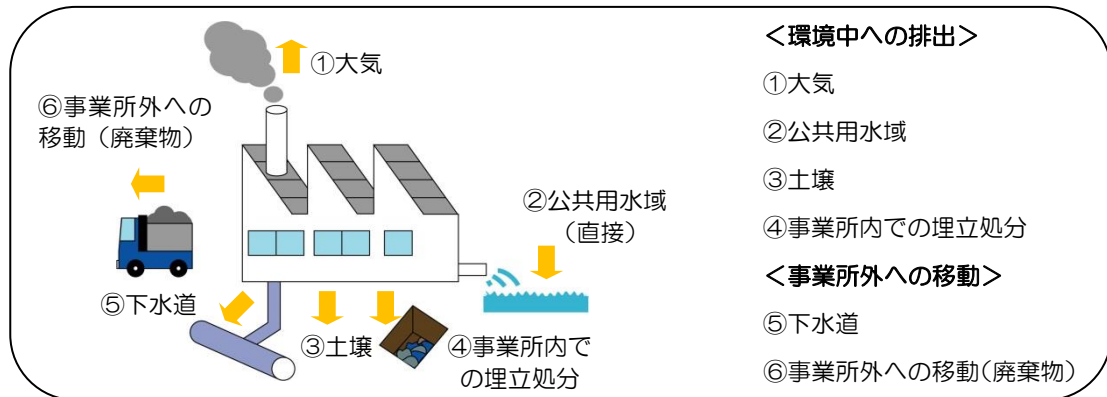 ①大気
⑥事業所外への
移動（廃棄物）
②公共用水域
（直接）
⑤下水道
③土壌
④事業所内で
の埋立処分
＜環境中への排出＞
①大気
②公共用水域
③土壌
④事業所内での埋立処分
＜事業所外への移動＞
⑤下水道
⑥事業所外への移動（廃棄物）